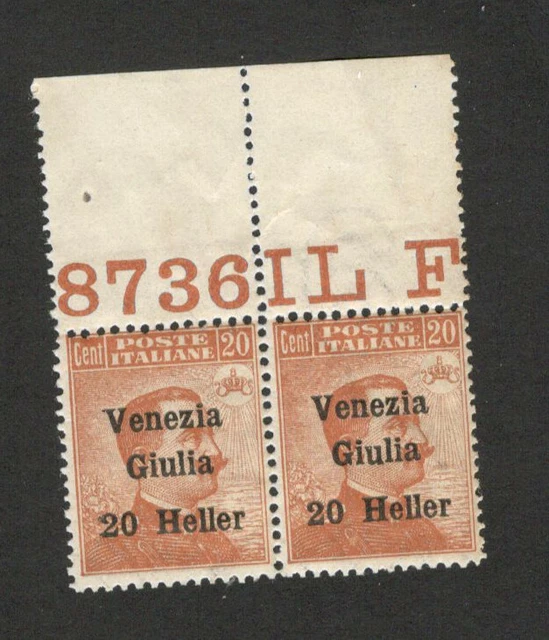 8736 IL F
Cent POSTE ITALIANE 20
Venezia
Giulia
20 Heller
Cent POSTE ITALIANE 20
Venezia
Giulia
20 Heller